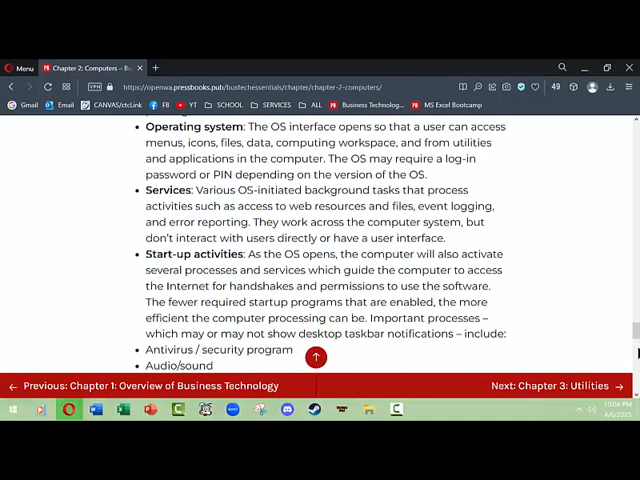 Menu
Chapter 2: Computers – Bu
https://openwa.pressbooks.pub/bustechessentials/chapter/chapter-2-computers/
VPN
49
Gmail
CANVAS/ctcLink
FB
YT
SCHOOL
SERVICES
ALL
Business Technolog...
MS Excel Bootcamp
Operating system: The OS interface opens so that a user can access
menus, icons, files, data, computing workspace, and from utilities
and applications in the computer. The OS may require a log-in
password or PIN depending on the version of the OS.
Services: Various OS-initiated background tasks that process
activities such as access to web resources and files, event logging,
and error reporting. They work across the computer system, but
don't interact with users directly or have a user interface.
Start-up activities: As the OS opens, the computer will also activate
several processes and services which guide the computer to access
the Internet for handshakes and permissions to use the software.
The fewer required startup programs that are enabled, the more
efficient the computer processing can be. Important processes –
which may or may not show desktop taskbar notifications – include:
Antivirus / security program
Audio/sound
Previous: Chapter 1: Overview of Business Technology
Next: Chapter 3: Utilities
10:04 PM
4/6/2025